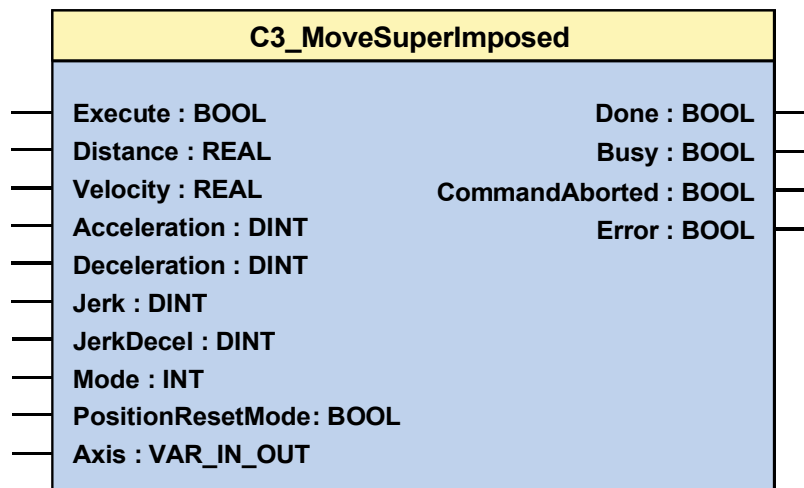 C3_MoveSuperImposed
Execute : BOOL
Distance : REAL
Velocity : REAL
Acceleration : DINT
Deceleration : DINT
Jerk : DINT
JerkDecel : DINT
Mode : INT
PositionResetMode: BOOL
Axis : VAR_IN_OUT
Done : BOOL
Busy : BOOL
CommandAborted : BOOL
Error : BOOL